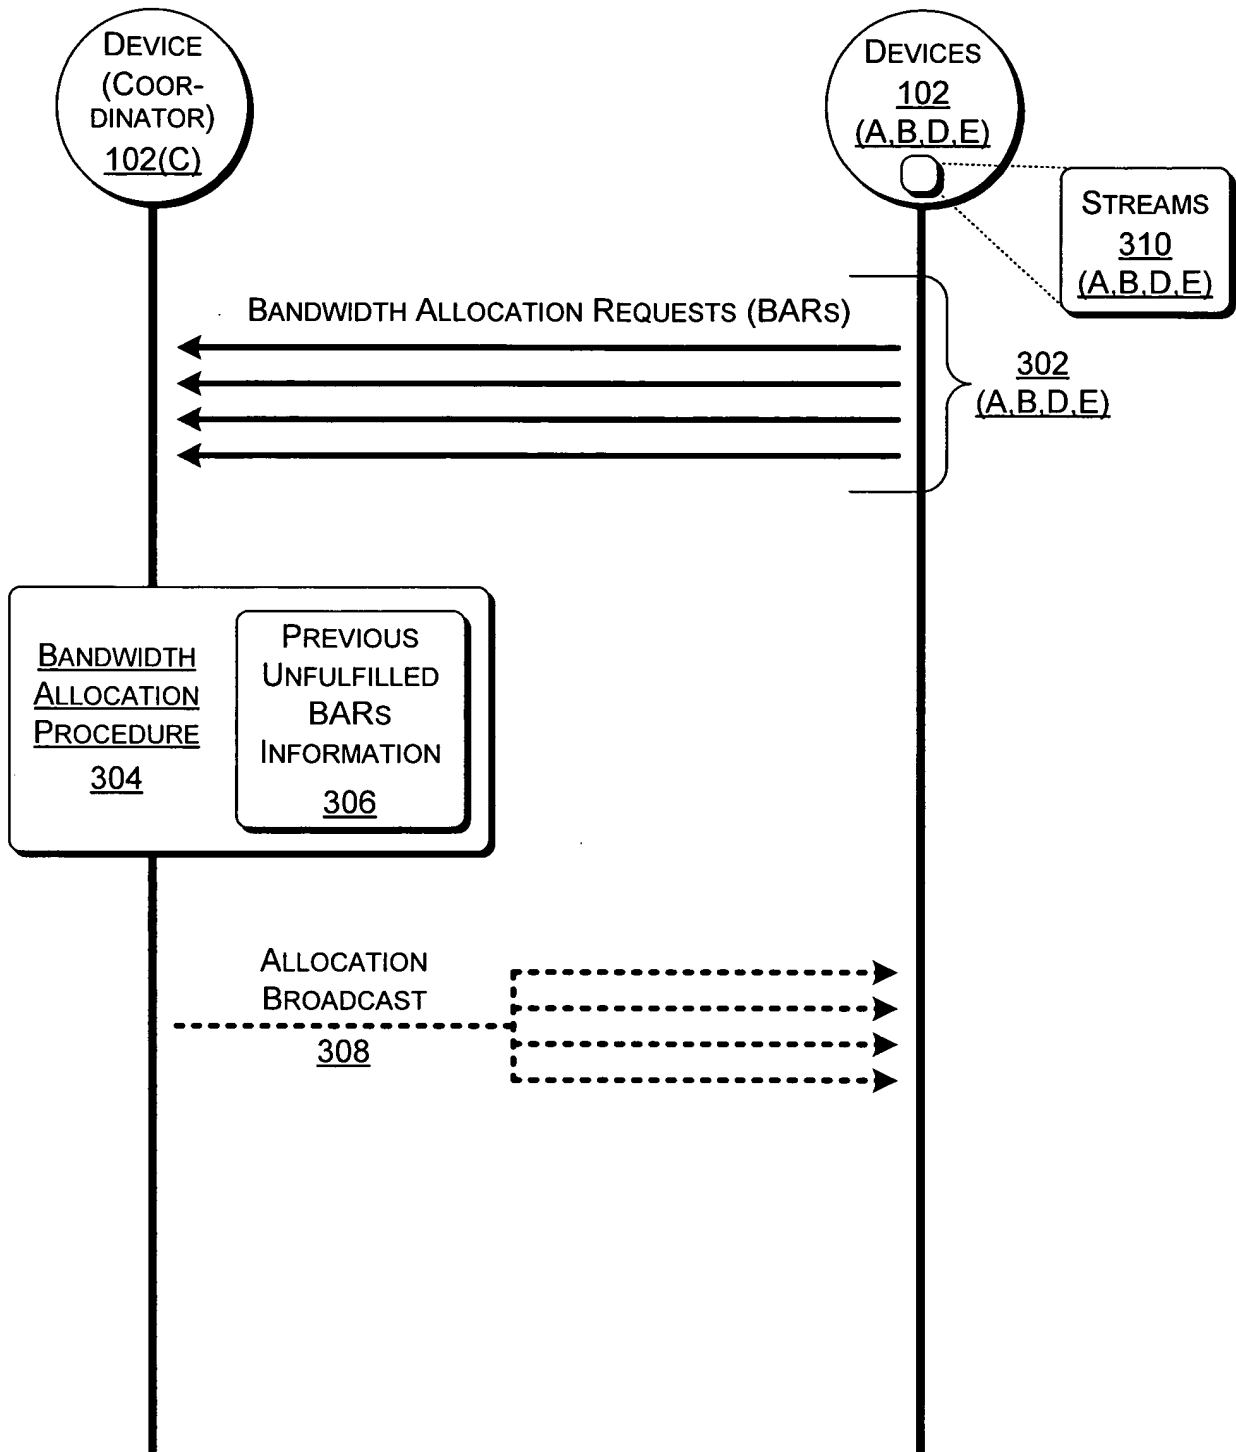 DEVICE
(COOR-
DINATOR)
102(C)
DEVICES
102
(A,B,D,E)
STREAMS
310
(A,B,D,E)
BANDWIDTH ALLOCATION REQUESTS (BARS)
302
(A,B,D,E)
BANDWIDTH
ALLOCATION
PROCEDURE
304
PREVIOUS
UNFULFILLED
BARS
INFORMATION
306
ALLOCATION
BROADCAST
308